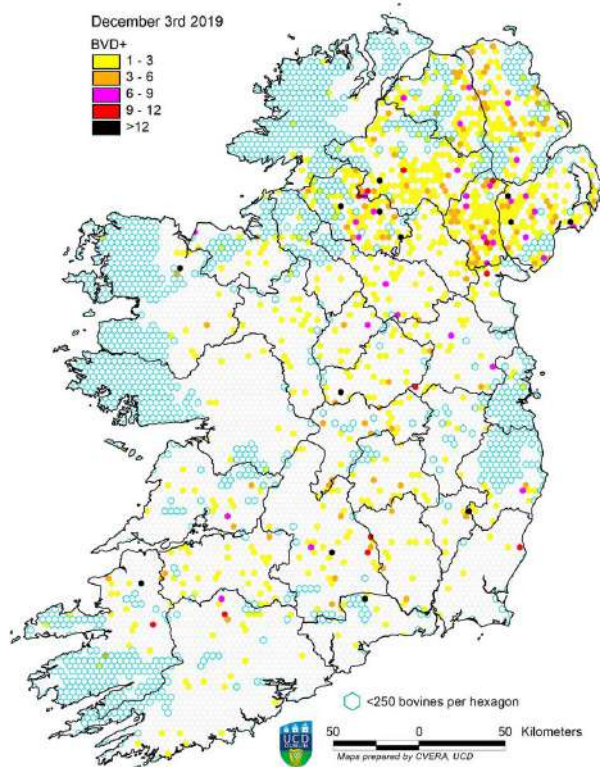 December 3rd 2019
BVD+
1 - 3
3 - 6
6 - 9
9 - 12
>12
<250 bovines per hexagon
50 0 50 Kilometers
Maps prepared by CVERA, UCD
UCD
DUBLIN